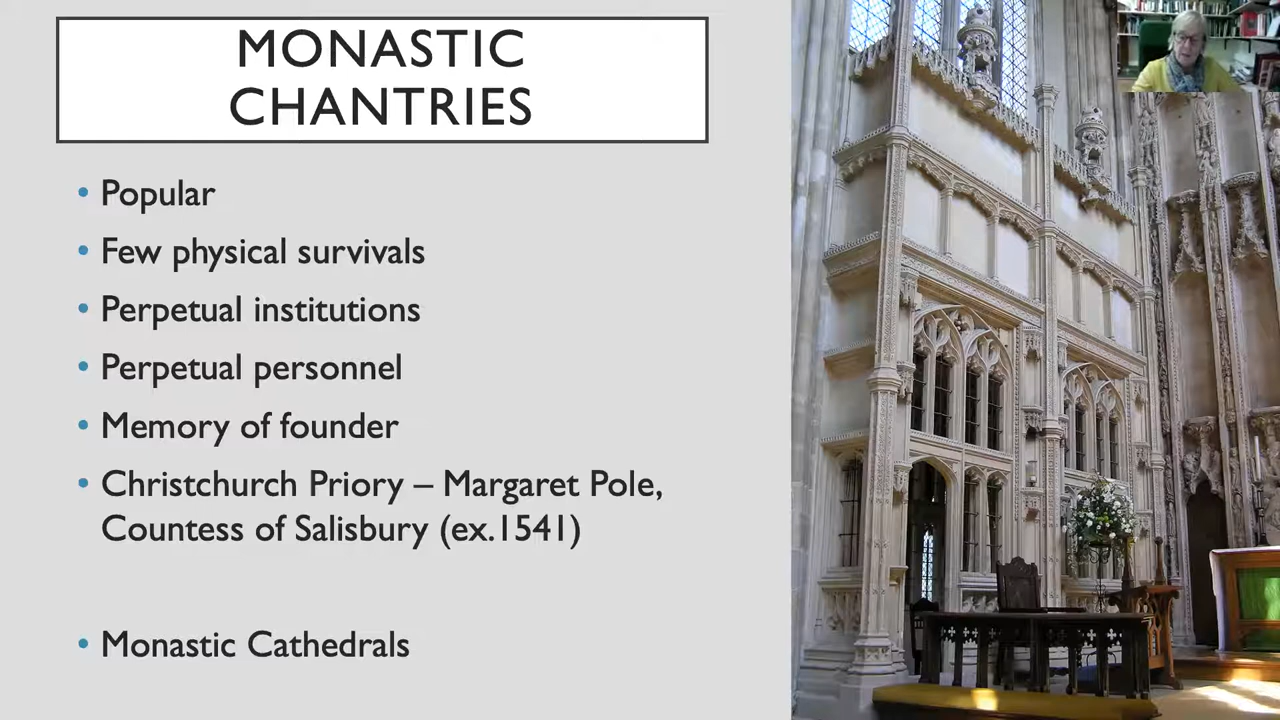 MONASTIC
CHANTRIES
• Popular
• Few physical survivals
• Perpetual institutions
• Perpetual personnel
• Memory of founder
• Christchurch Priory – Margaret Pole,
Countess of Salisbury (ex.1541)
• Monastic Cathedrals